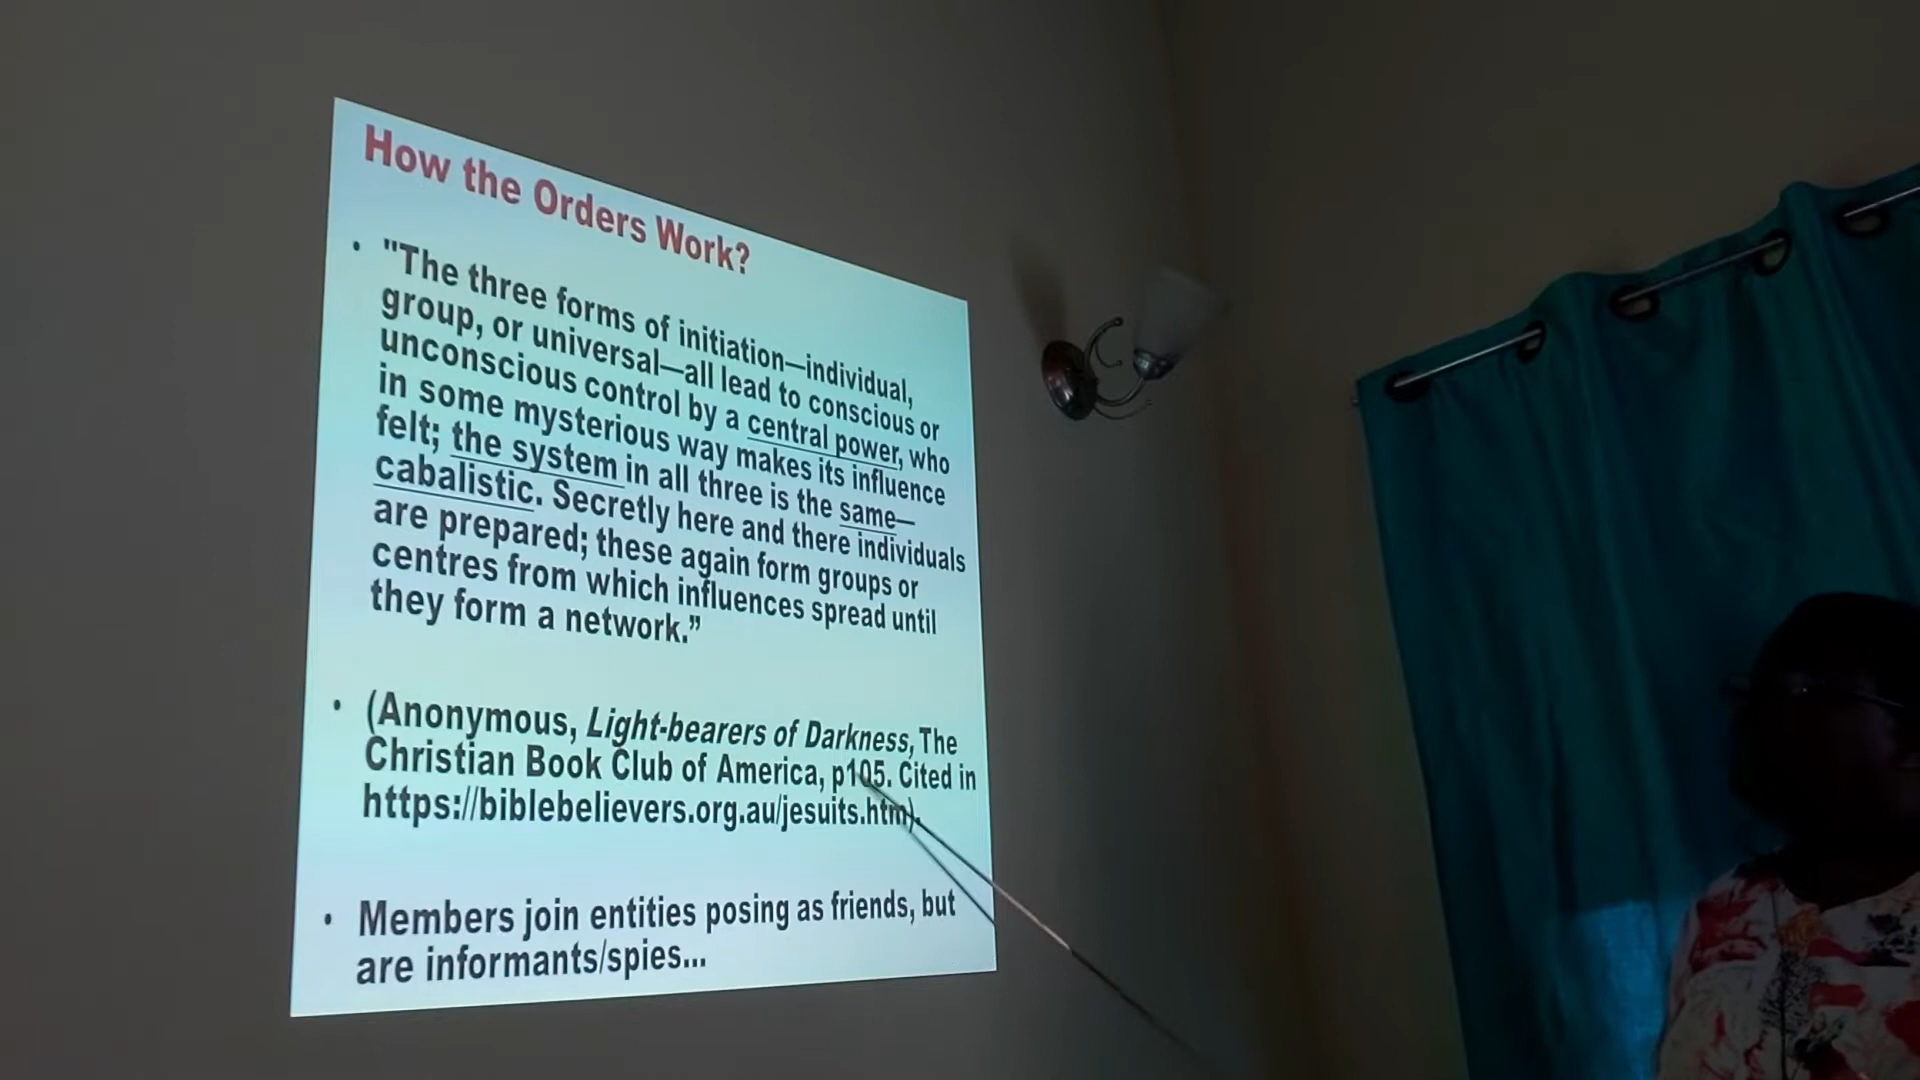 How the Orders Work?
• "The three forms of initiation—individual,
group, or universal—all lead to conscious or
unconscious control by a central power, who
in some mysterious way makes its influence
felt; the system in all three is the same—
cabalistic. Secretly here and there individuals
are prepared; these again form groups or
centres from which influences spread until
they form a network.”
• (Anonymous, Light-bearers of Darkness, The
Christian Book Club of America, p105. Cited in
https://biblebelievers.org.au/jesuits.htm).
• Members join entities posing as friends, but
are informants/spies...